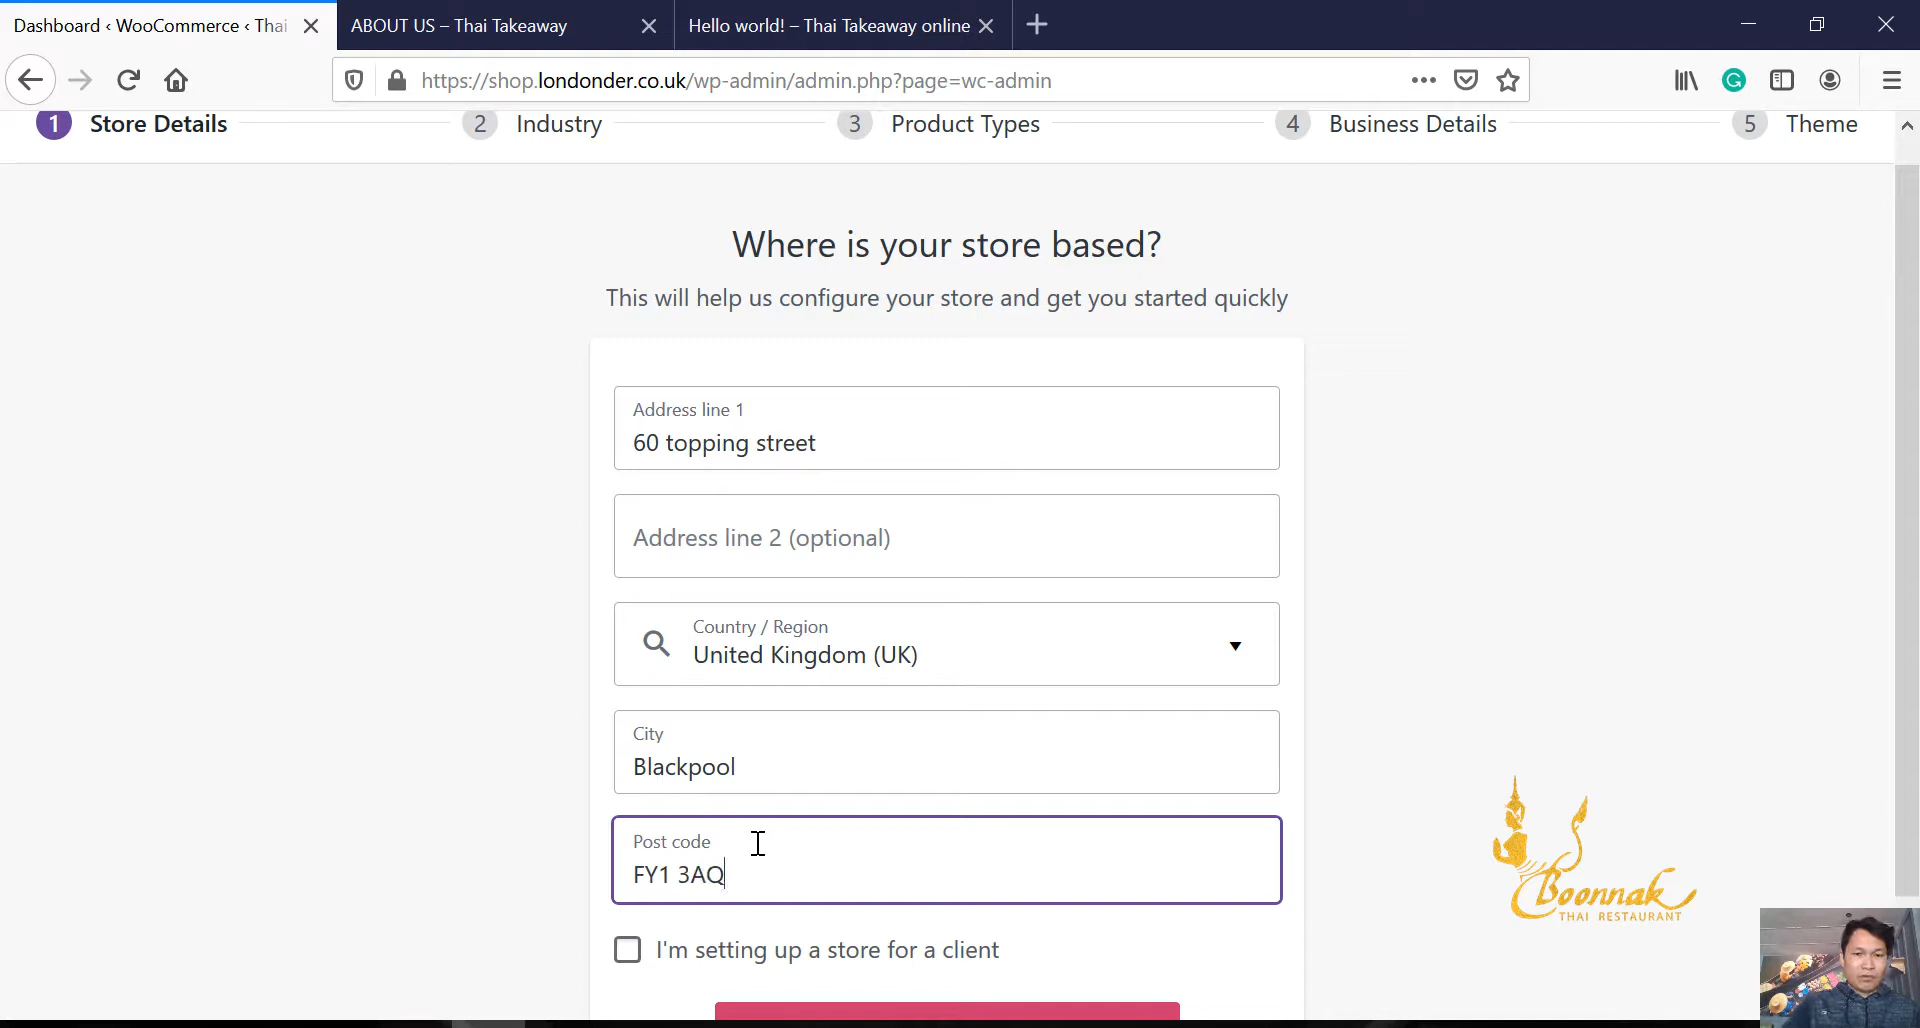 Dashboard ‹ WooCommerce ‹ Thai
ABOUT US – Thai Takeaway
Hello world! – Thai Takeaway online
https://shop.londonder.co.uk/wp-admin/admin.php?page=wc-admin
1 Store Details
2 Industry
3 Product Types
4 Business Details
5 Theme
Where is your store based?
This will help us configure your store and get you started quickly
Address line 1
60 topping street
Address line 2 (optional)
Country / Region
United Kingdom (UK)
City
Blackpool
Post code
FY1 3AQ
I'm setting up a store for a client
Boonnak
THAI RESTAURANT